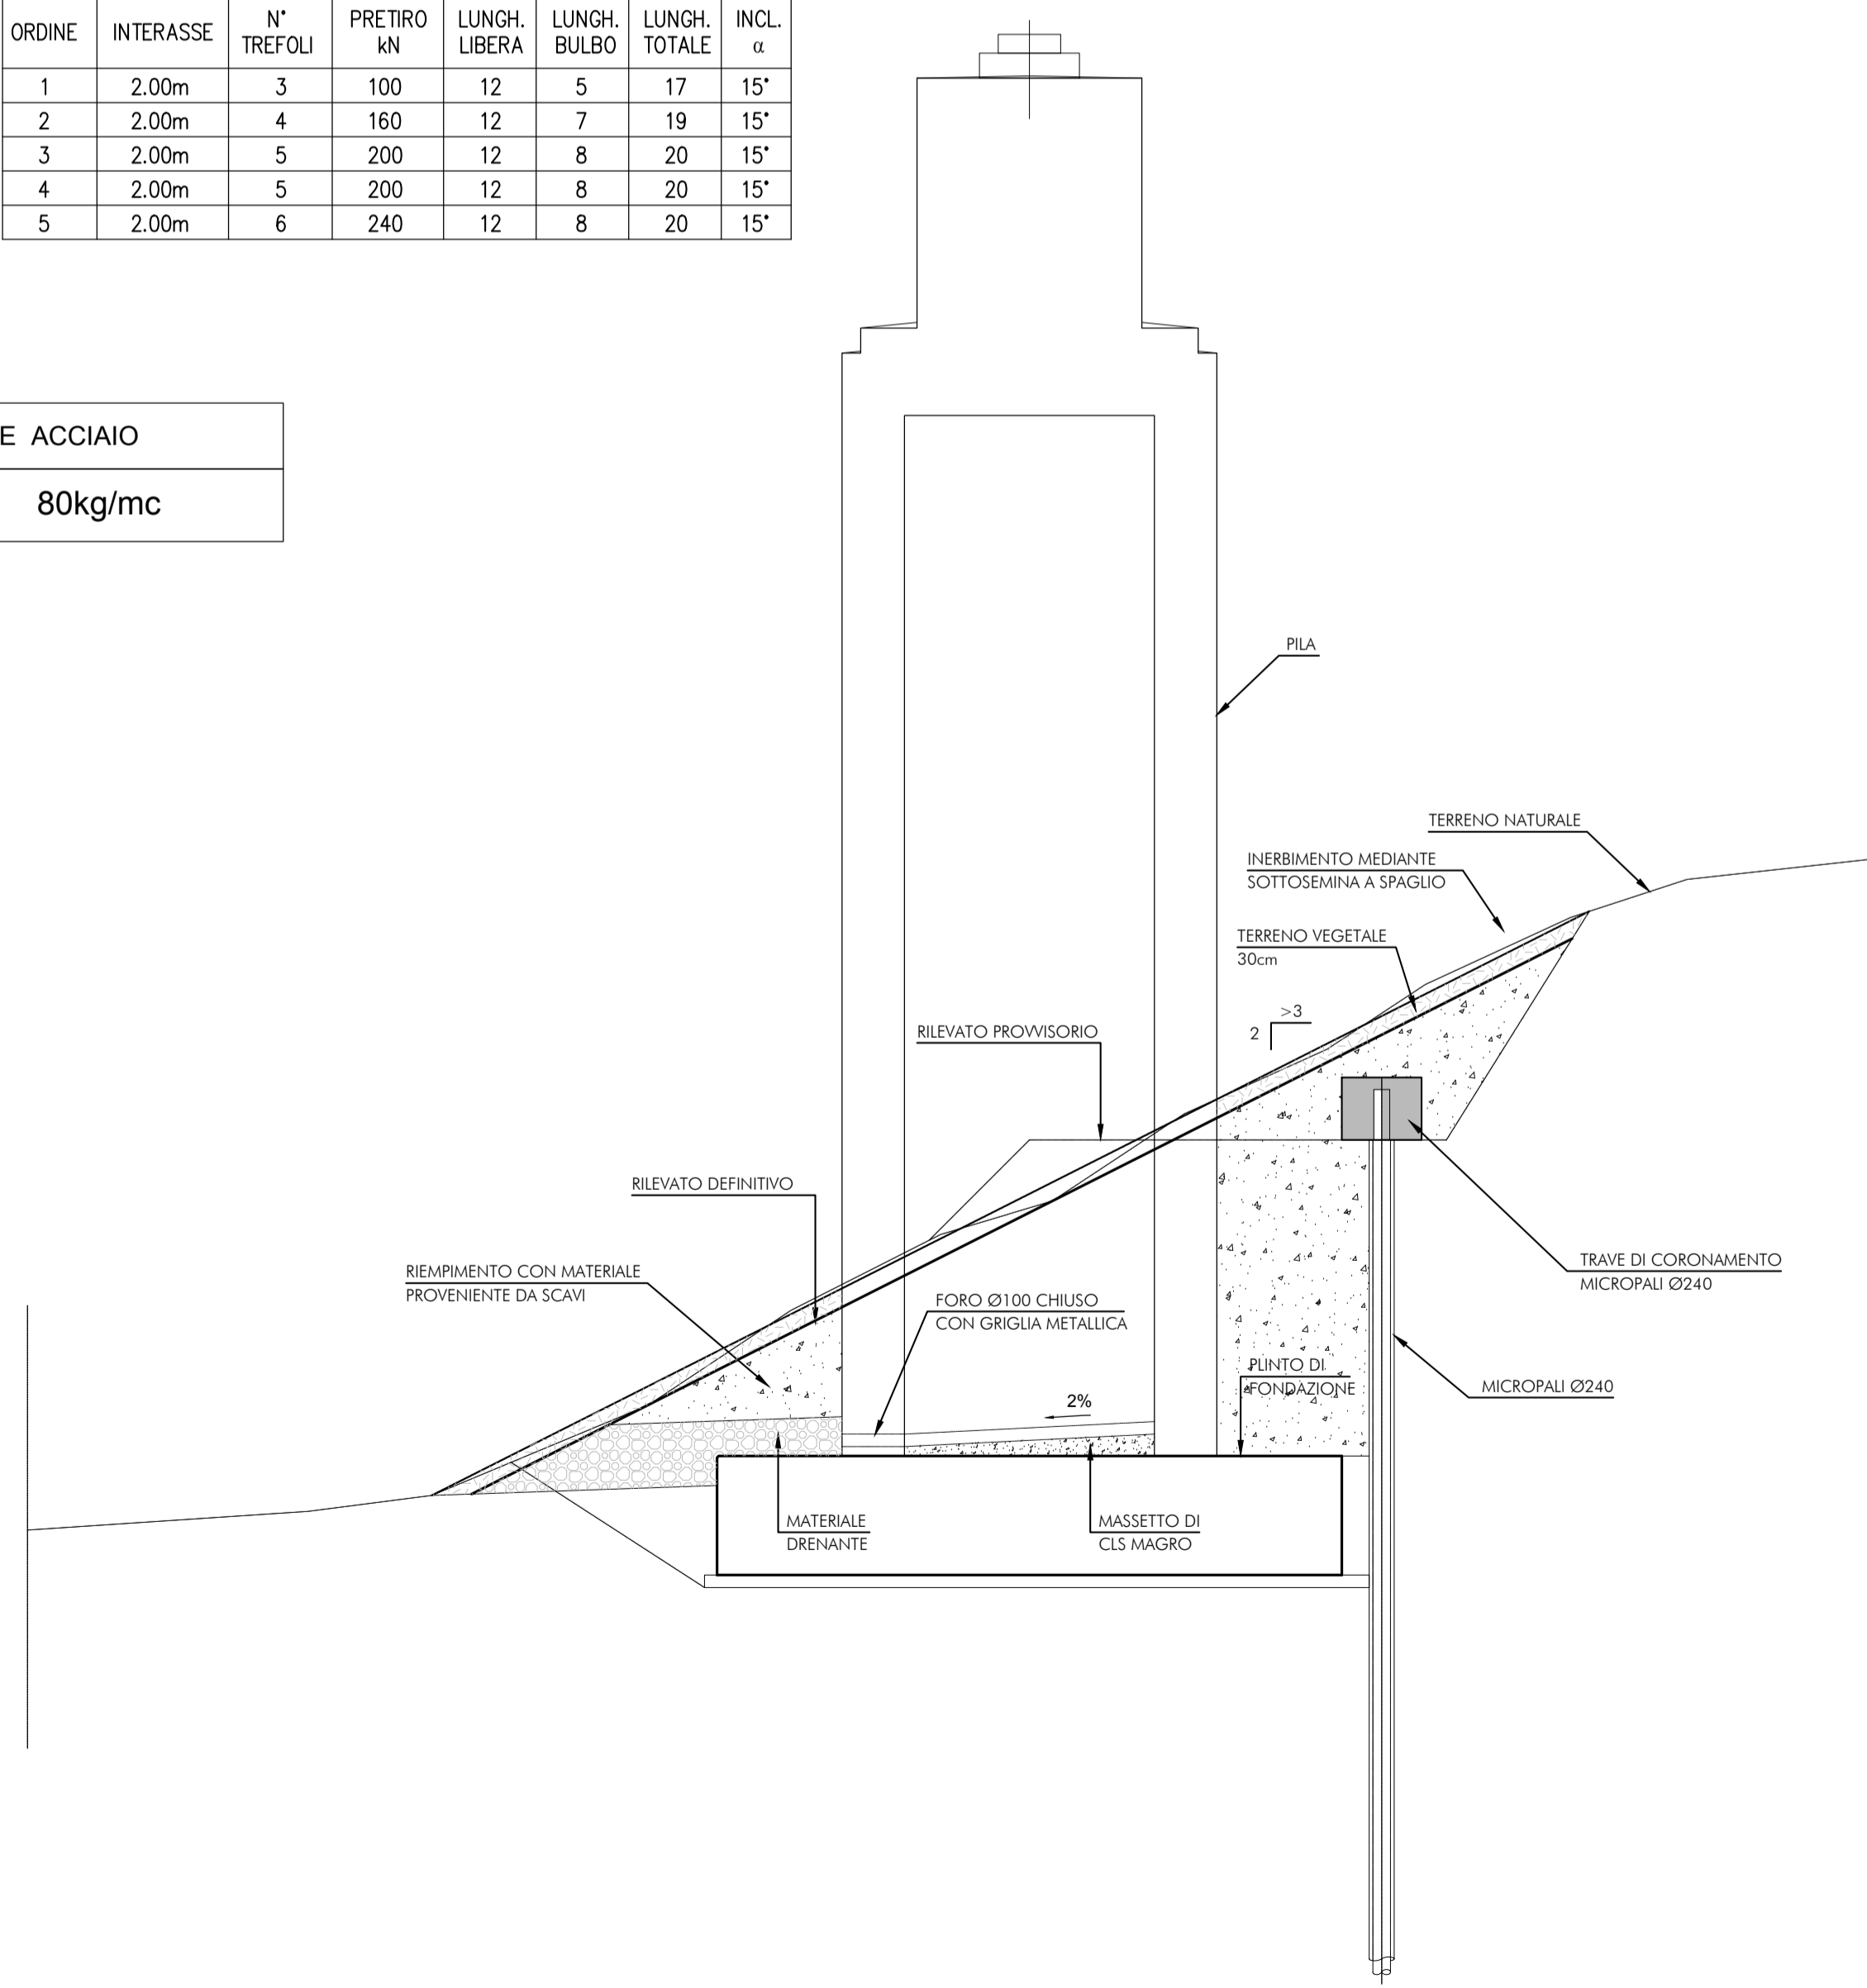 ORDINE INTERASSE N° TREFOLI PRETIRO kN LUNGH. LIBERA LUNGH. BULBO LUNGH. TOTALE INCL. α
1 2.00m 3 100 12 5 17 15°
2 2.00m 4 160 12 7 19 15°
3 2.00m 5 200 12 8 20 15°
4 2.00m 5 200 12 8 20 15°
5 2.00m 6 240 12 8 20 15°
E ACCIAIO
80kg/mc
PILA
TERRENO NATURALE
INERBIMENTO MEDIANTE
SOTTOSEMINA A SPAGLIO
TERRENO VEGETALE
30cm
>3
2
RILEVATO PROVVISORIO
RILEVATO DEFINITIVO
RIEMPIMENTO CON MATERIALE
PROVENIENTE DA SCAVI
FORO Ø100 CHIUSO
CON GRIGLIA METALLICA
TRAVE DI CORONAMENTO
MICROPALI Ø240
PLINTO DI
FONDAZIONE
MICROPALI Ø240
2%
MATERIALE
DRENANTE
MASSETTO DI
CLS MAGRO